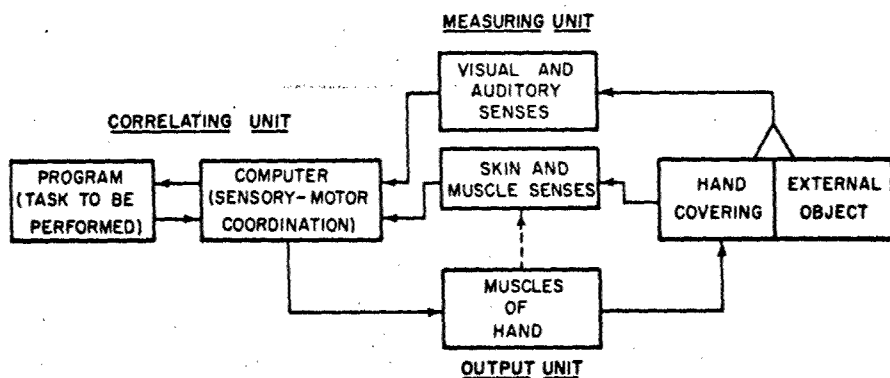 MEASURING UNIT
VISUAL AND
AUDITORY
SENSES
CORRELATING UNIT
PROGRAM
(TASK TO BE
PERFORMED)
COMPUTER
(SENSORY-MOTOR
COORDINATION)
SKIN AND
MUSCLE SENSES
HAND
COVERING
EXTERNAL
OBJECT
MUSCLES
OF
HAND
OUTPUT UNIT